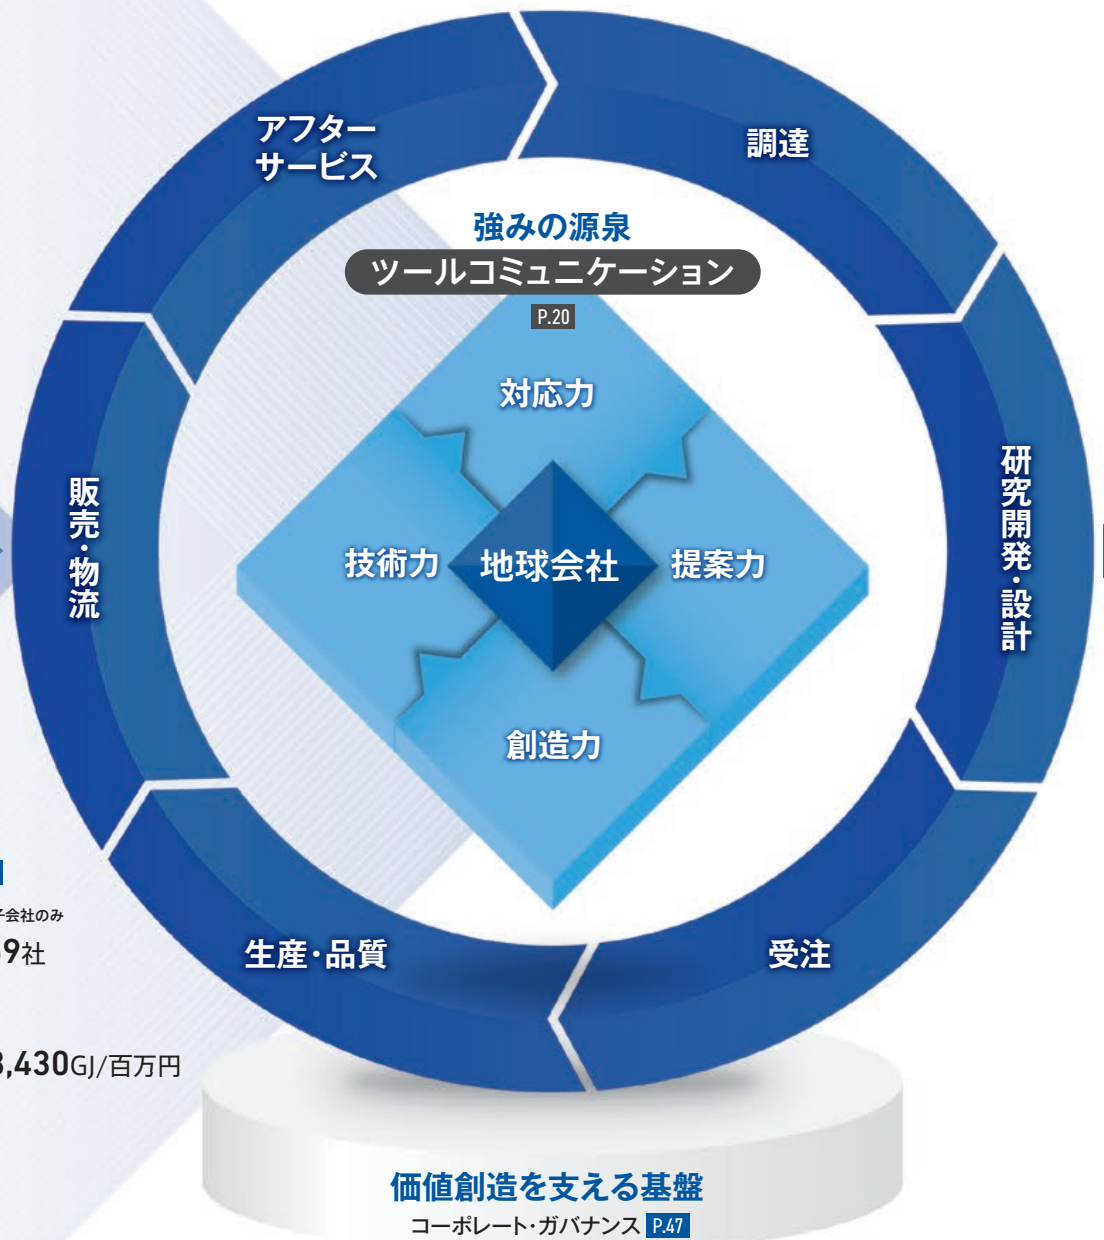 アフター
サービス
調達
強みの源泉
ツールコミュニケーション
P.20
対応力
技術力
地球会社
提案力
創造力
販売・物流
研究開発・設計
生産・品質
受注
会社のみ
9社
,430GJ/百万円
価値創造を支える基盤
コーポレート・ガバナンス P.47